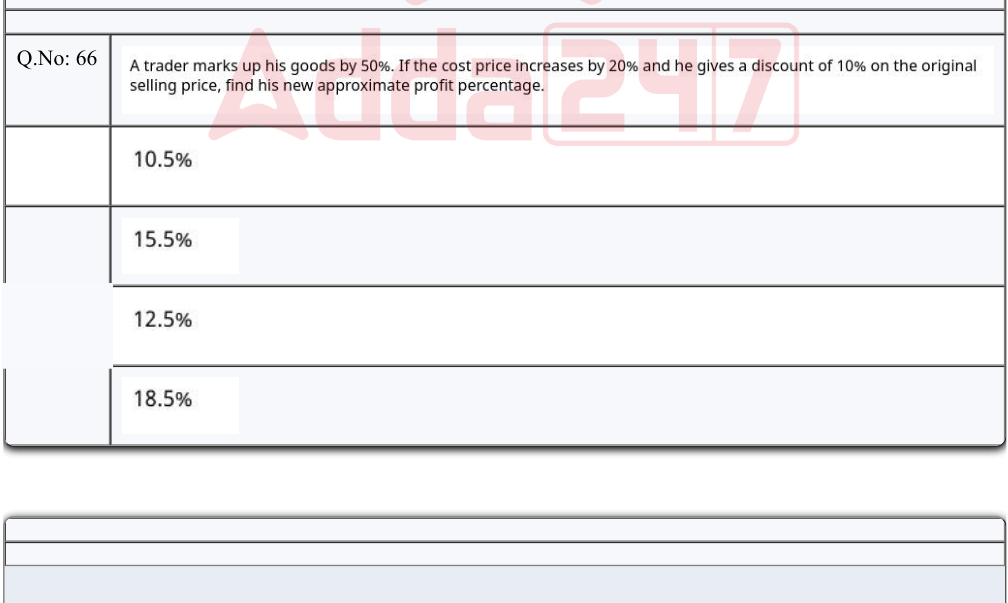 Adda247
Q.No: 66
A trader marks up his goods by 50%. If the cost price increases by 20% and he gives a discount of 10% on the original
selling price, find his new approximate profit percentage.
10.5%
15.5%
12.5%
18.5%